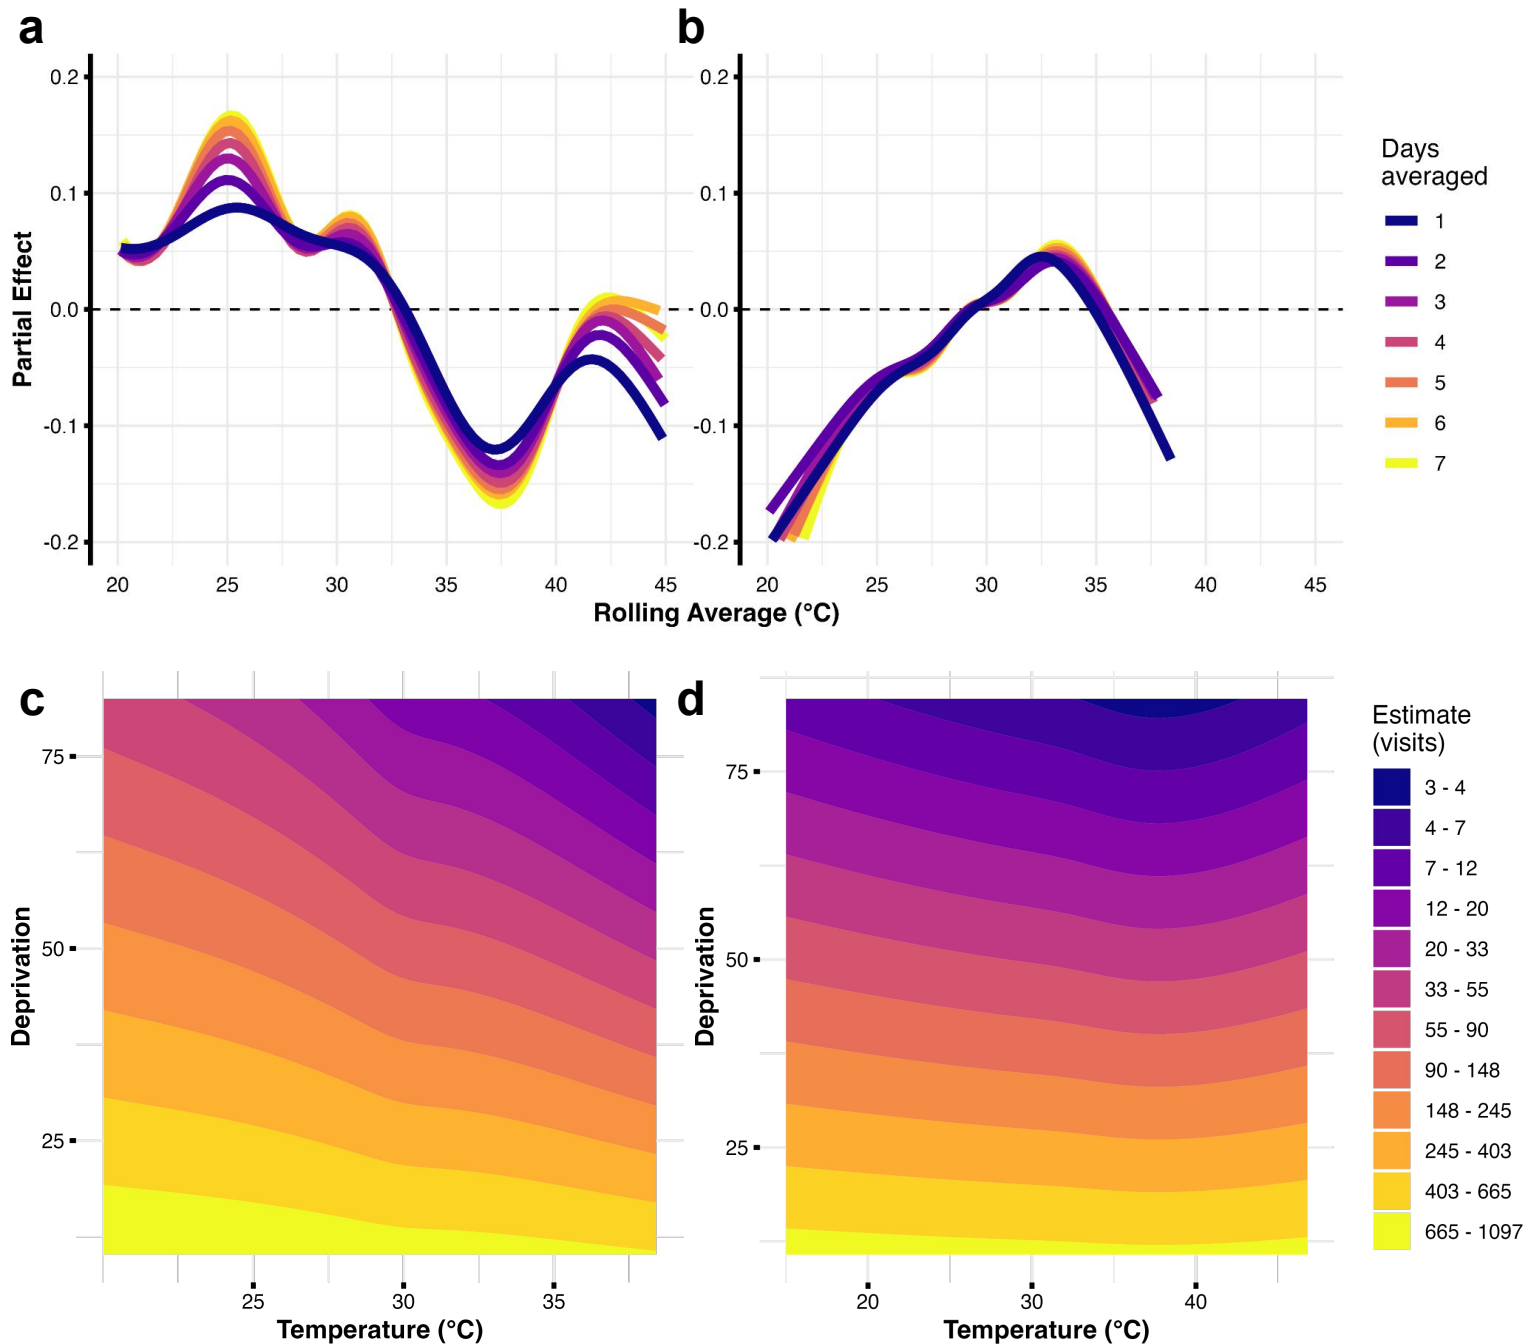 a
b
0.2
0.1
0.0
-0.1
-0.2
Partial Effect
20
25
30
35
40
45
0.2
0.1
0.0
-0.1
-0.2
20
25
30
35
40
45
Rolling Average (°C)
Days
averaged
1
2
3
4
5
6
7
c
d
75
50
25
Deprivation
25
30
35
Temperature (°C)
75
50
25
Deprivation
20
30
40
Temperature (°C)
Estimate
(visits)
3 - 4
4 - 7
7 - 12
12 - 20
20 - 33
33 - 55
55 - 90
90 - 148
148 - 245
245 - 403
403 - 665
665 - 1097